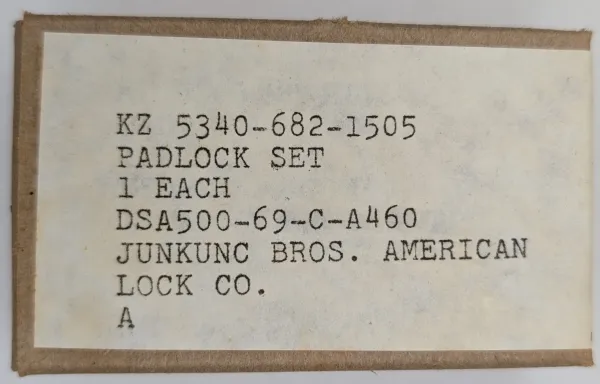 KZ 5340-682-1505
PADLOCK SET
1 EACH
DSA500-69-C-A460
JUNKUNC BROS. AMERICAN
LOCK CO.
A